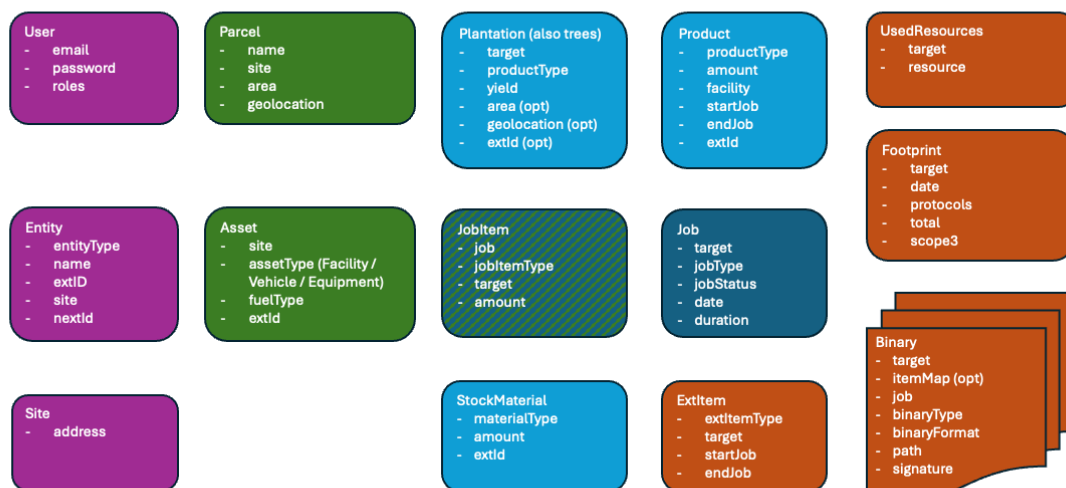 User
- email
- password
- roles
Parcel
- name
- site
- area
- geolocation
Plantation (also trees)
- target
- productType
- yield
- area (opt)
- geolocation (opt)
- extId (opt)
Product
- productType
- amount
- facility
- startJob
- endJob
- extId
UsedResources
- target
- resource
Footprint
- target
- date
- protocols
- total
- scope3
Entity
- entityType
- name
- extID
- site
- nextId
Asset
- site
- assetType (Facility /
Vehicle / Equipment)
- fuelType
- extId
JobItem
- job
- jobItemType
- target
- amount
Job
- target
- jobType
- jobStatus
- date
- duration
Binary
- target
- itemMap (opt)
- job
- binaryType
- binaryFormat
- path
- signature
Site
- address
StockMaterial
- materialType
- amount
- extId
ExtItem
- extItemType
- target
- startJob
- endJob